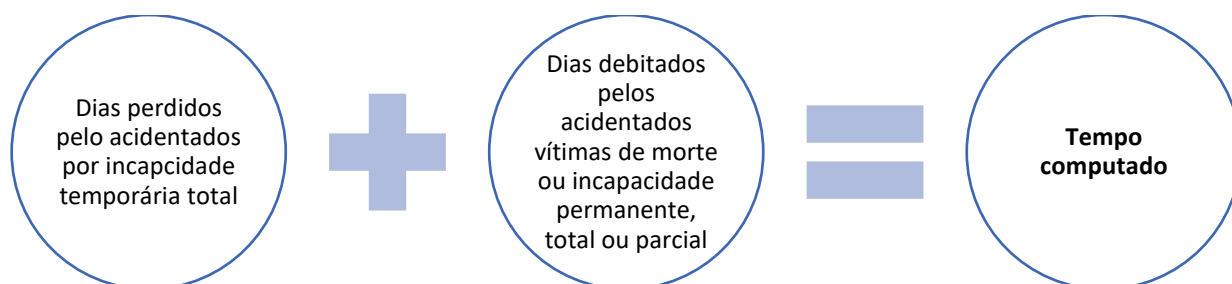 Dias perdidos
pelo acidentados
por incapcidade
temporária total
Dias debitados
pelos
acidentados
vítimas de morte
ou incapacidade
permanente,
total ou parcial
Tempo
computado